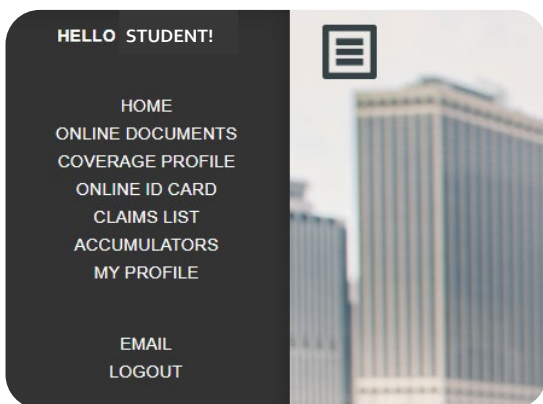 HELLO STUDENT!
HOME
ONLINE DOCUMENTS
COVERAGE PROFILE
ONLINE ID CARD
CLAIMS LIST
ACCUMULATORS
MY PROFILE
EMAIL
LOGOUT